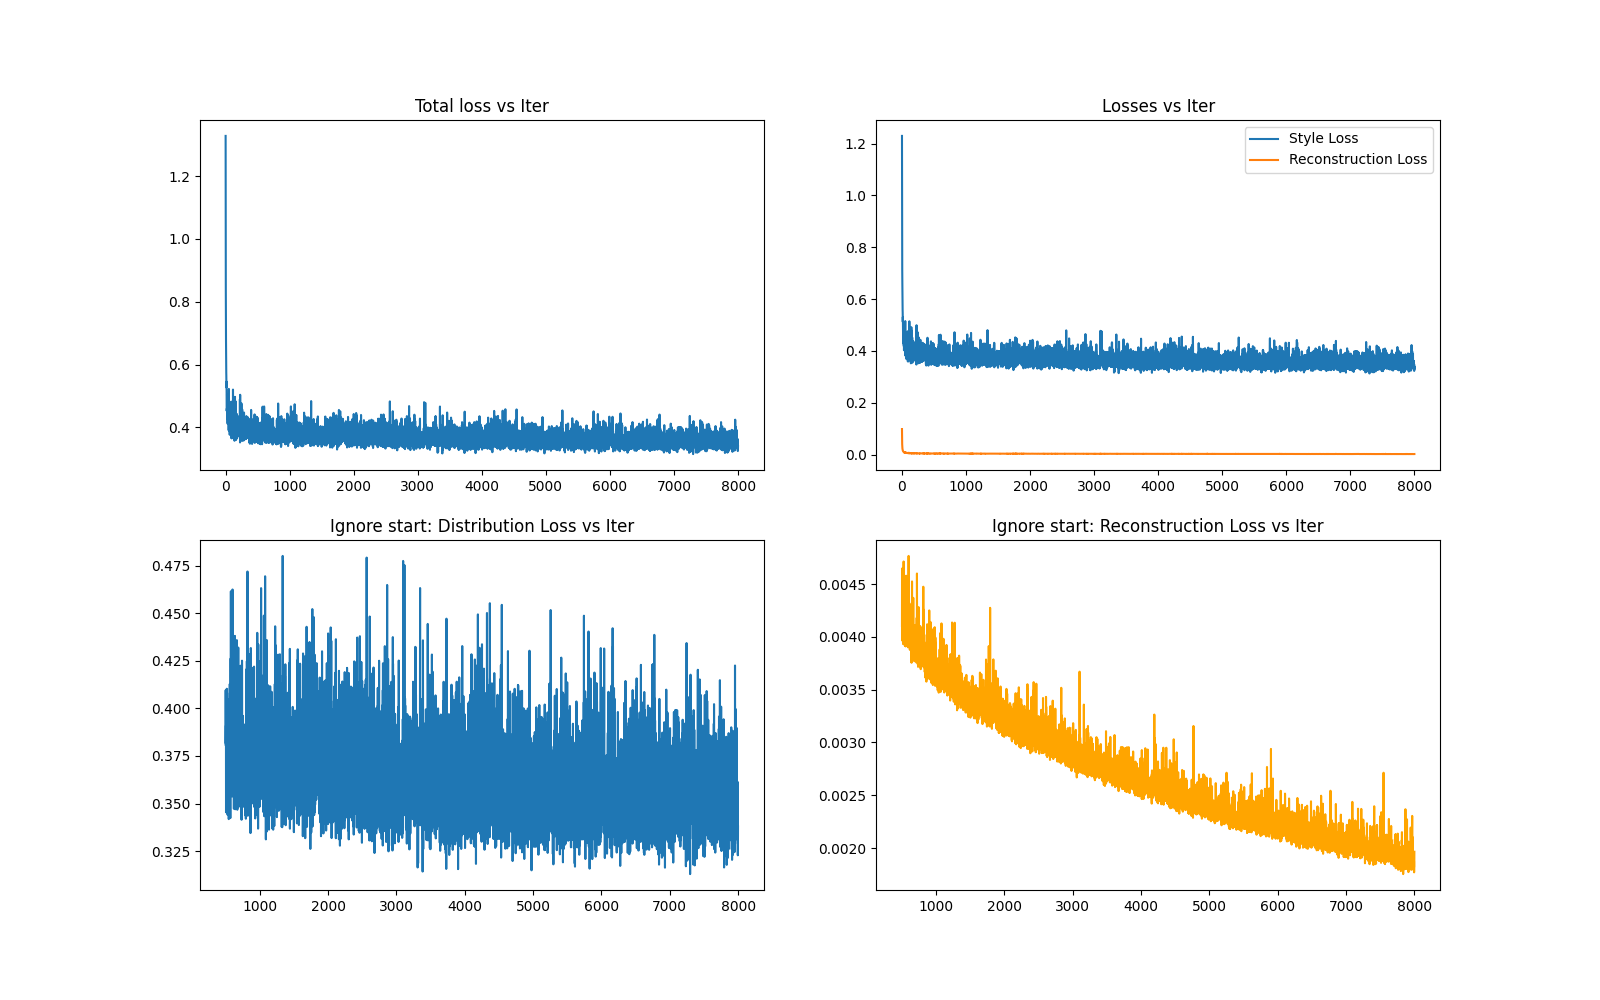 Total loss vs Iter
1.2
1.0
0.8
0.6
0.4
0 1000 2000 3000 4000 5000 6000 7000 8000
Losses vs Iter
Style Loss
Reconstruction Loss
1.2
1.0
0.8
0.6
0.4
0.2
0.0
0 1000 2000 3000 4000 5000 6000 7000 8000
Ignore start: Distribution Loss vs Iter
0.475
0.450
0.425
0.400
0.375
0.350
0.325
1000 2000 3000 4000 5000 6000 7000 8000
Ignore start: Reconstruction Loss vs Iter
0.0045
0.0040
0.0035
0.0030
0.0025
0.0020
1000 2000 3000 4000 5000 6000 7000 8000